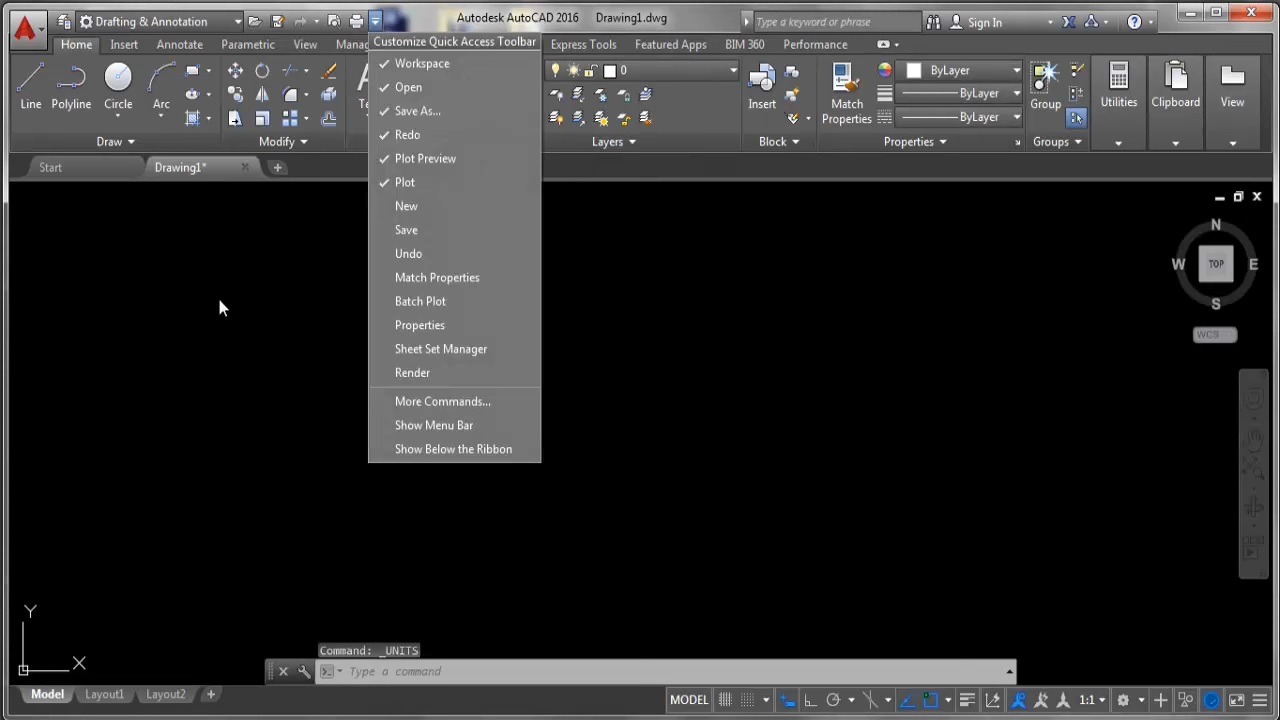 Drafting & Annotation
Autodesk AutoCAD 2016 Drawing1.dwg
Type a keyword or phrase
Sign In
Home Insert Annotate Parametric View Mana
Customize Quick Access Toolbar
Express Tools Featured Apps BIM 360 Performance
Workspace
Open
Save As...
Redo
Plot Preview
Plot
New
Save
Undo
Match Properties
Batch Plot
Properties
Sheet Set Manager
Render
More Commands...
Show Menu Bar
Show Below the Ribbon
Line Polyline Circle Arc
Draw
Modify
0
Layers
Insert
Block
Match
Properties
ByLayer
ByLayer
ByLayer
Properties
Group
Groups
Utilities
Clipboard
View
Start Drawing1*
N
W TOP E
S
WCS
Y
X
Command: _UNITS
Type a command
Model Layout1 Layout2
MODEL
1:1